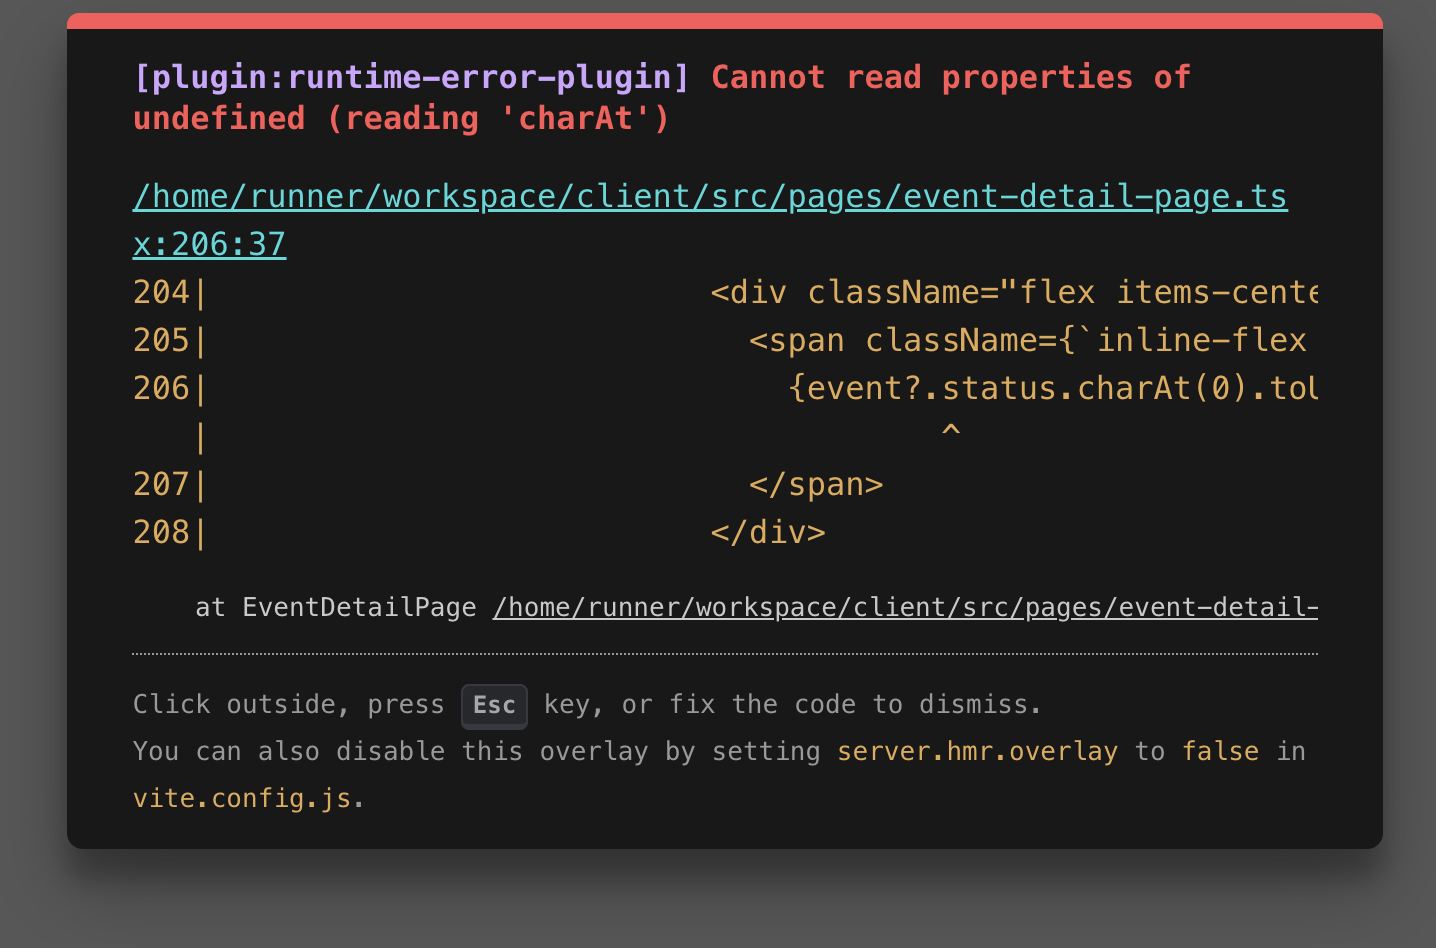 [plugin:runtime-error-plugin] Cannot read properties of
undefined (reading 'charAt')
/home/runner/workspace/client/src/pages/event-detail-page.ts
x:206:37
204|                          <div className="flex items-cente
205|                            <span className={`inline-flex
206|                              {event?.status.charAt(0).toU
   |                                      ^
207|                            </span>
208|                          </div>
at EventDetailPage /home/runner/workspace/client/src/pages/event-detail-
Click outside, press Esc key, or fix the code to dismiss.
You can also disable this overlay by setting server.hmr.overlay to false in
vite.config.js.